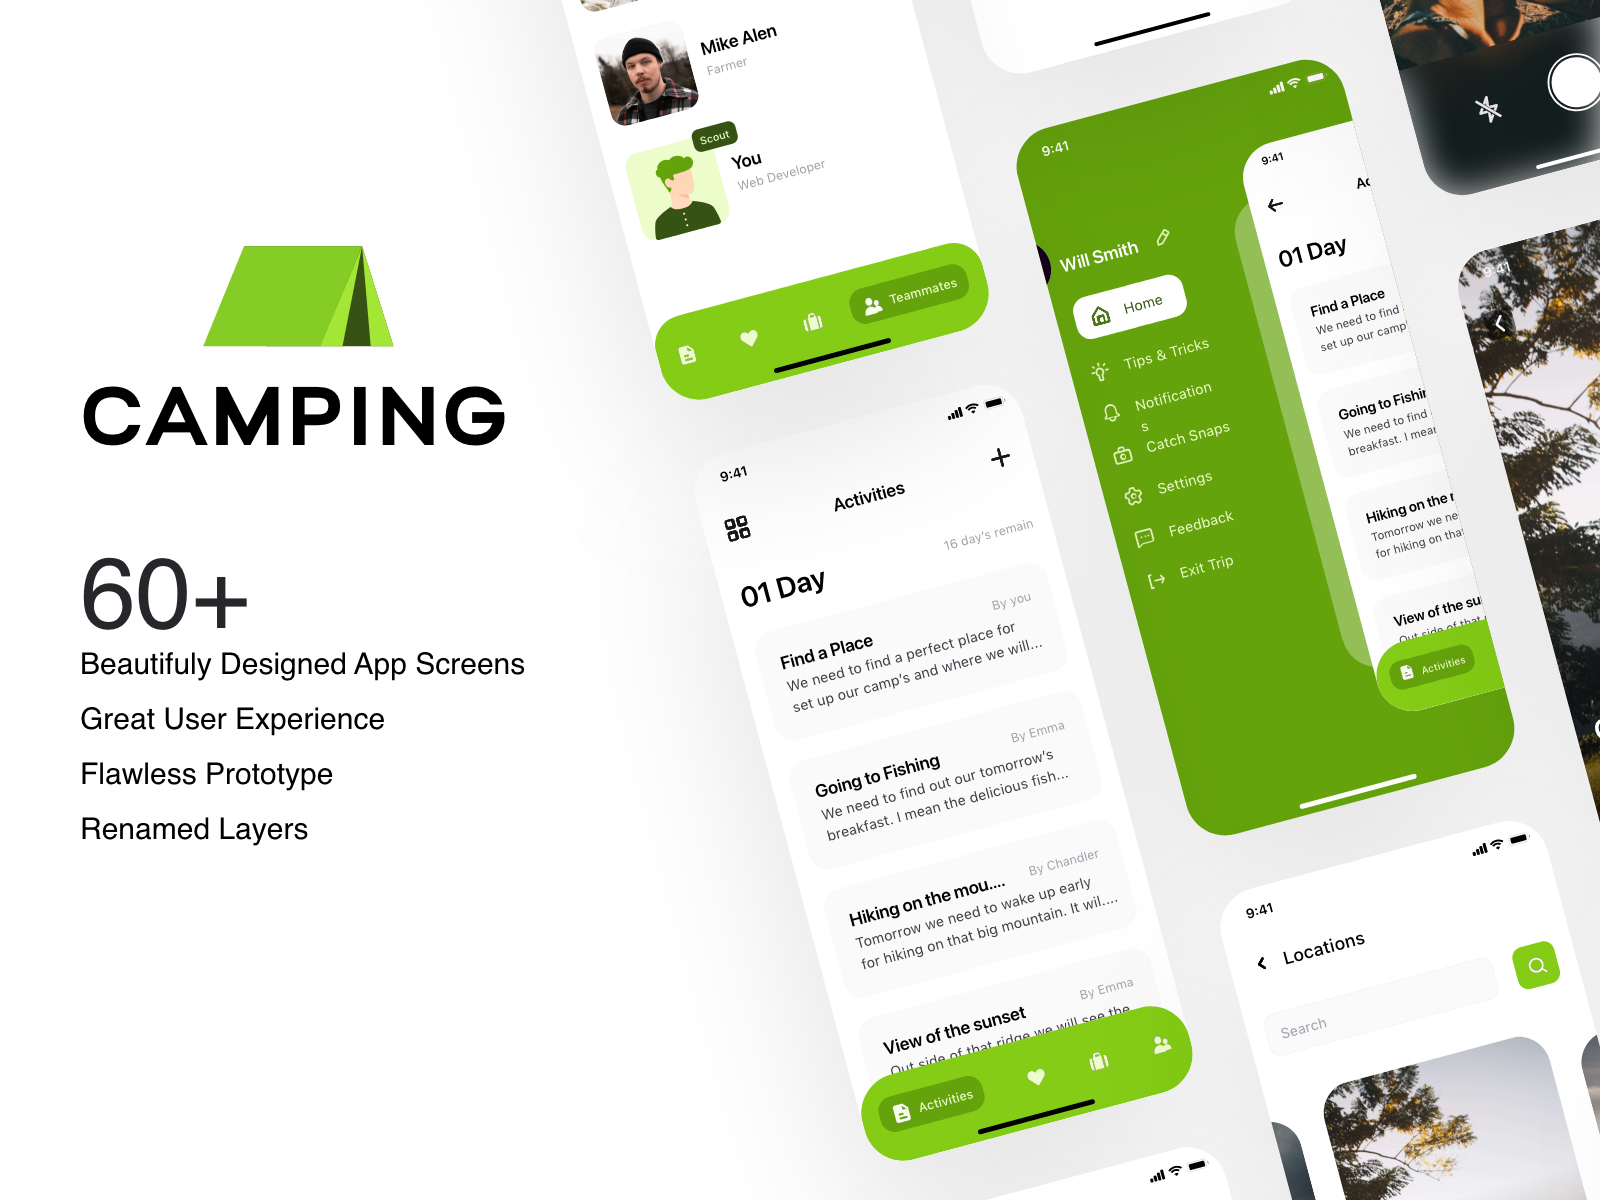 CAMPING
60+
Beautifuly Designed App Screens
Great User Experience
Flawless Prototype
Renamed Layers
Mike Alen
Farmer
Scout
You
Web Developer
Teammates
9:41
Activities
16 day's remain
01 Day
By you
Find a Place
We need to find a perfect place for
set up our camp's and where we will...
By Emma
Going to Fishing
We need to find out our tomorrow's
breakfast. I mean the delicious fish...
By Chandler
Hiking on the mou....
Tomorrow we need to wake up early
for hiking on that big mountain. It wil....
By Emma
View of the sunset
Out side of that ridge we will see the
Activities
9:41
Will Smith
Home
Tips & Tricks
Notification
s
Catch Snaps
Settings
Feedback
Exit Trip
9:41
Ac
01 Day
Find a Place
We need to find
set up our camp'
Going to Fishin
We need to find
breakfast. I mean
Hiking on the
Tomorrow we ne
for hiking on tha
View of the su
Out side of that
Activities
9:41
9:41
Locations
Search